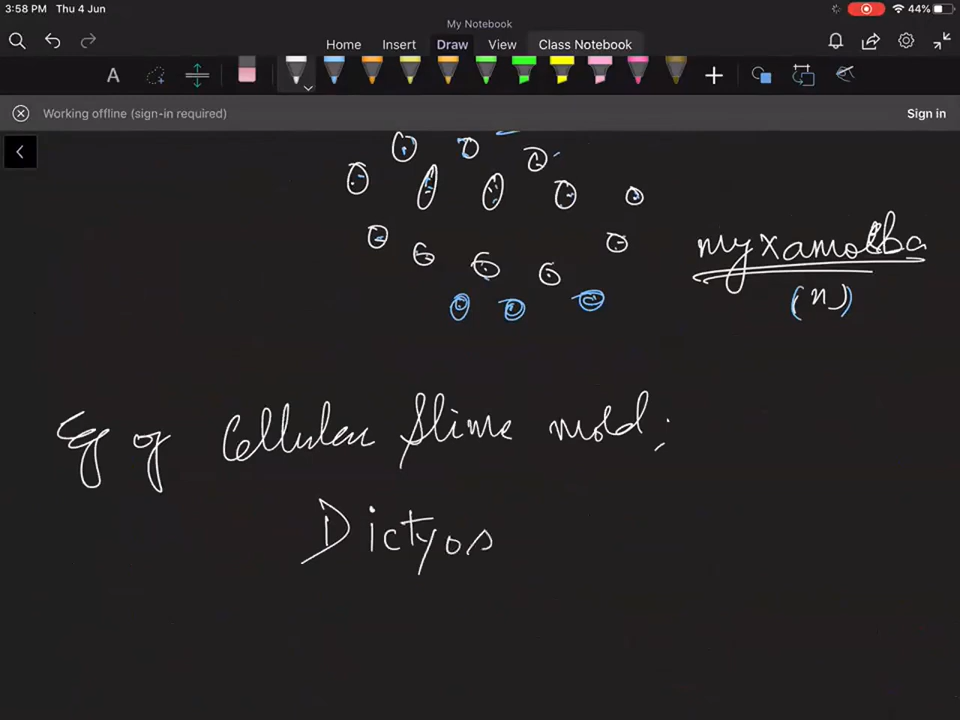 3:58 PM Thu 4 Jun 44%
My Notebook
Home Insert Draw View Class Notebook
A
Working offline (sign-in required) Sign in
myxamoeba
(n)
Eg of Cellular Slime mold;
Dictyos